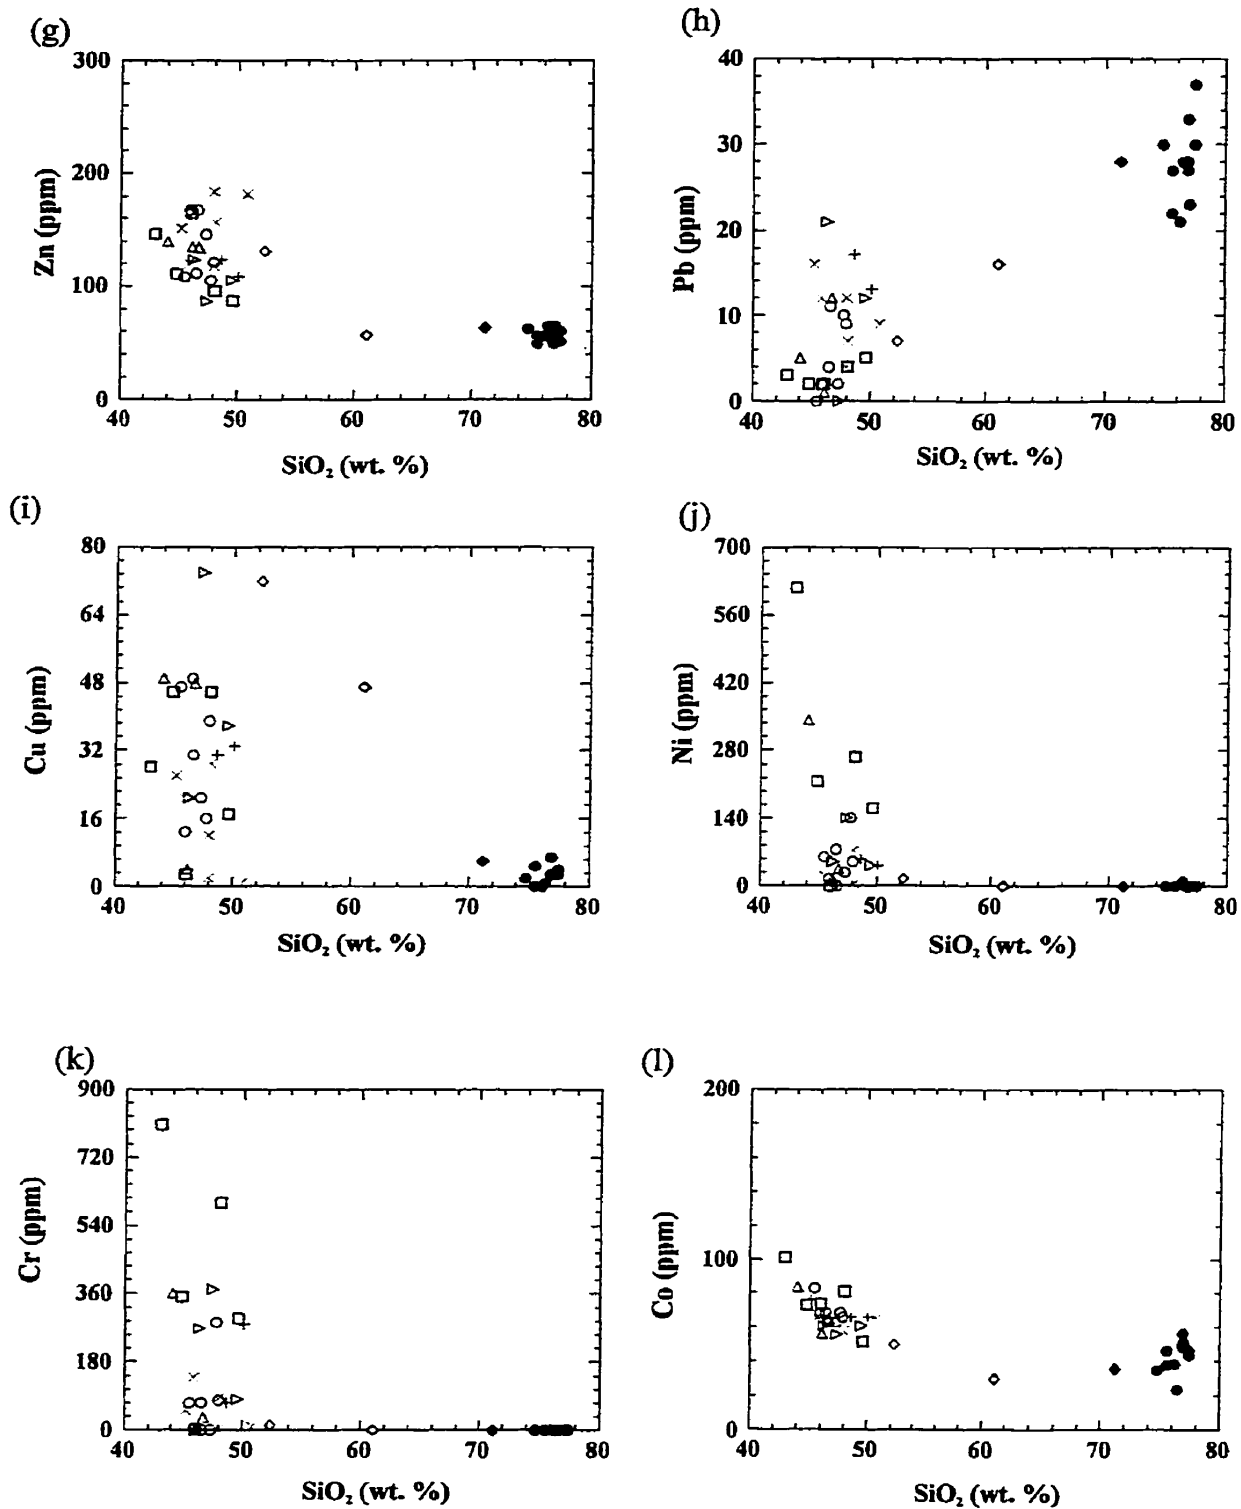 (g)
300
200
100
0
Zn (ppm)
40 50 60 70 80
SiO₂ (wt. %)
(h)
40
30
20
10
0
Pb (ppm)
40 50 60 70 80
SiO₂ (wt. %)
(i)
80
64
48
32
16
0
Cu (ppm)
40 50 60 70 80
SiO₂ (wt. %)
(j)
700
560
420
280
140
0
Ni (ppm)
40 50 60 70 80
SiO₂ (wt. %)
(k)
900
720
540
360
180
0
Cr (ppm)
40 50 60 70 80
SiO₂ (wt. %)
(l)
200
100
0
Co (ppm)
40 50 60 70 80
SiO₂ (wt. %)